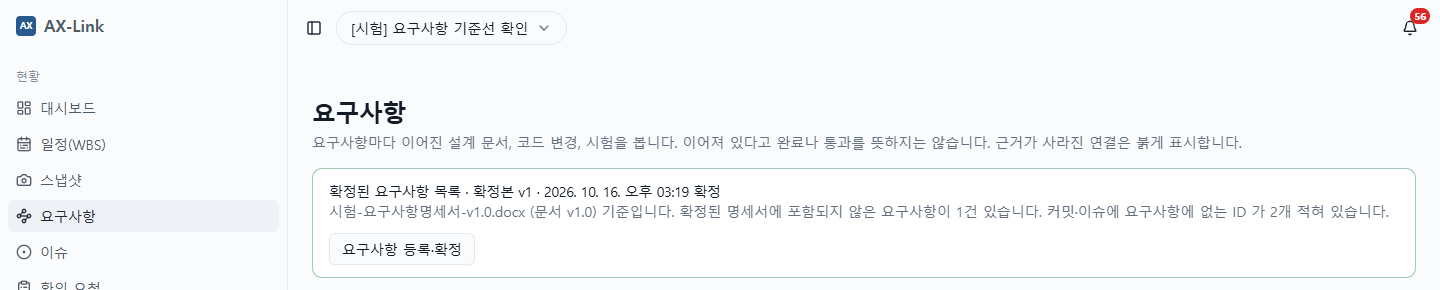 AX AX-Link
[시험] 요구사항 기준선 확인
56
현황
대시보드
일정(WBS)
스냅샷
요구사항
이슈
확인 요청
요구사항
요구사항마다 이어진 설계 문서, 코드 변경, 시험을 봅니다. 이어져 있다고 완료나 통과를 뜻하지는 않습니다. 근거가 사라진 연결은 붉게 표시합니다.
확정된 요구사항 목록 · 확정본 v1 · 2026. 10. 16. 오후 03:19 확정
시험-요구사항명세서-v1.0.docx (문서 v1.0) 기준입니다. 확정된 명세서에 포함되지 않은 요구사항이 1건 있습니다. 커밋·이슈에 요구사항에 없는 ID 가 2개 적혀 있습니다.
요구사항 등록·확정